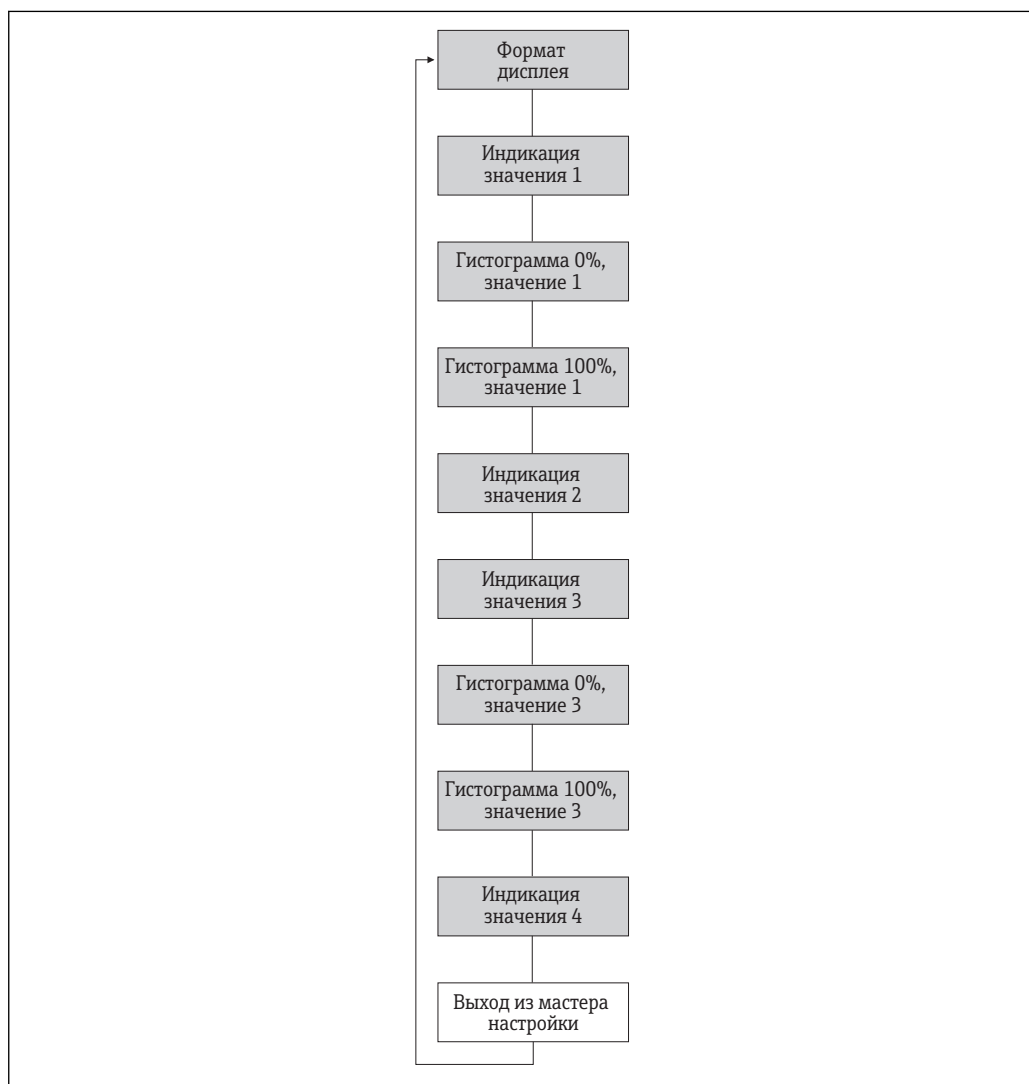 Формат
дисплея
Индикация
значения 1
Гистограмма 0%,
значение 1
Гистограмма 100%,
значение 1
Индикация
значения 2
Индикация
значения 3
Гистограмма 0%,
значение 3
Гистограмма 100%,
значение 3
Индикация
значения 4
Выход из мастера
настройки